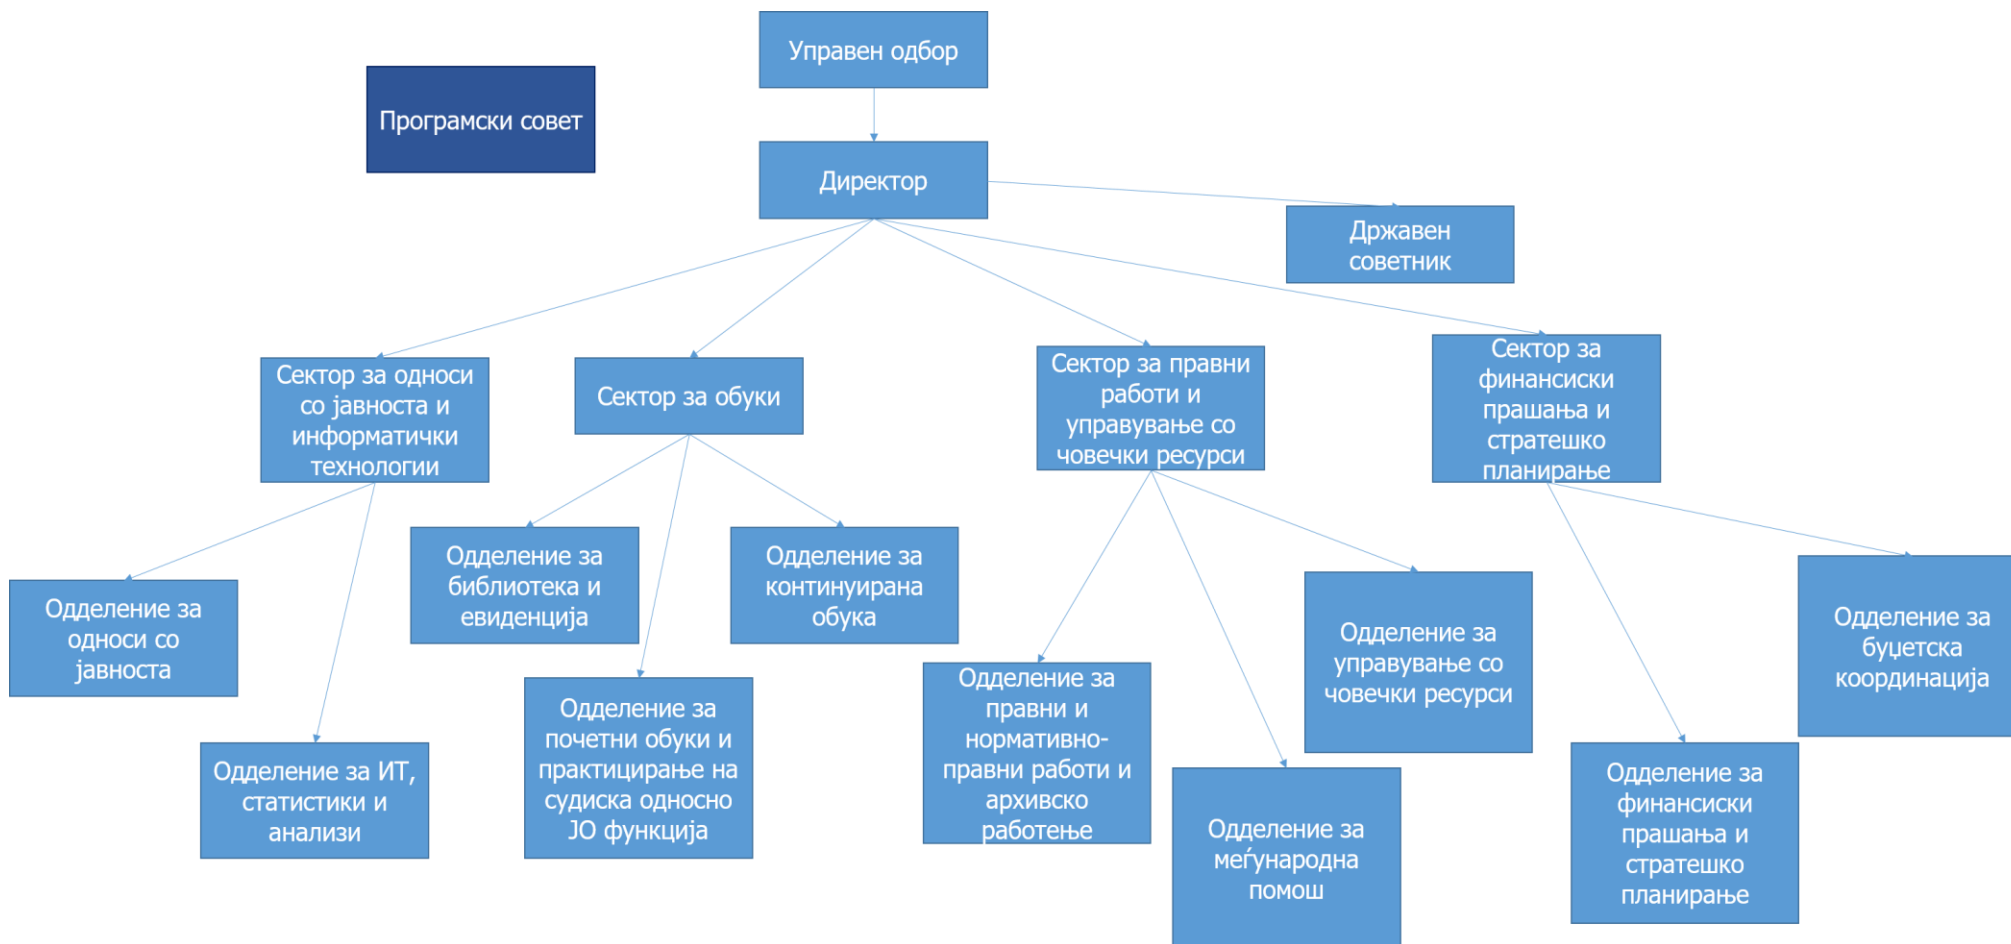 Управен одбор
Програмски совет
Директор
Државен
советник
Сектор за односи
со јавноста и
информатички
технологии
Сектор за обуки
Сектор за правни
работи и
управување со
човечки ресурси
Сектор за
финансиски
прашања и
стратешко
планирање
Одделение за
односи со
јавноста
Одделение за ИТ,
статистики и
анализи
Одделение за
библиотека и
евиденција
Одделение за
почетни обуки и
практицирање на
судиска односно
ЈО функција
Одделение за
континуирана
обука
Одделение за
правни и
нормативно-
правни работи и
архивско
работење
Одделение за
меѓународна
помош
Одделение за
управување со
човечки ресурси
Одделение за
финансиски
прашања и
стратешко
планирање
Одделение за
буџетска
координација